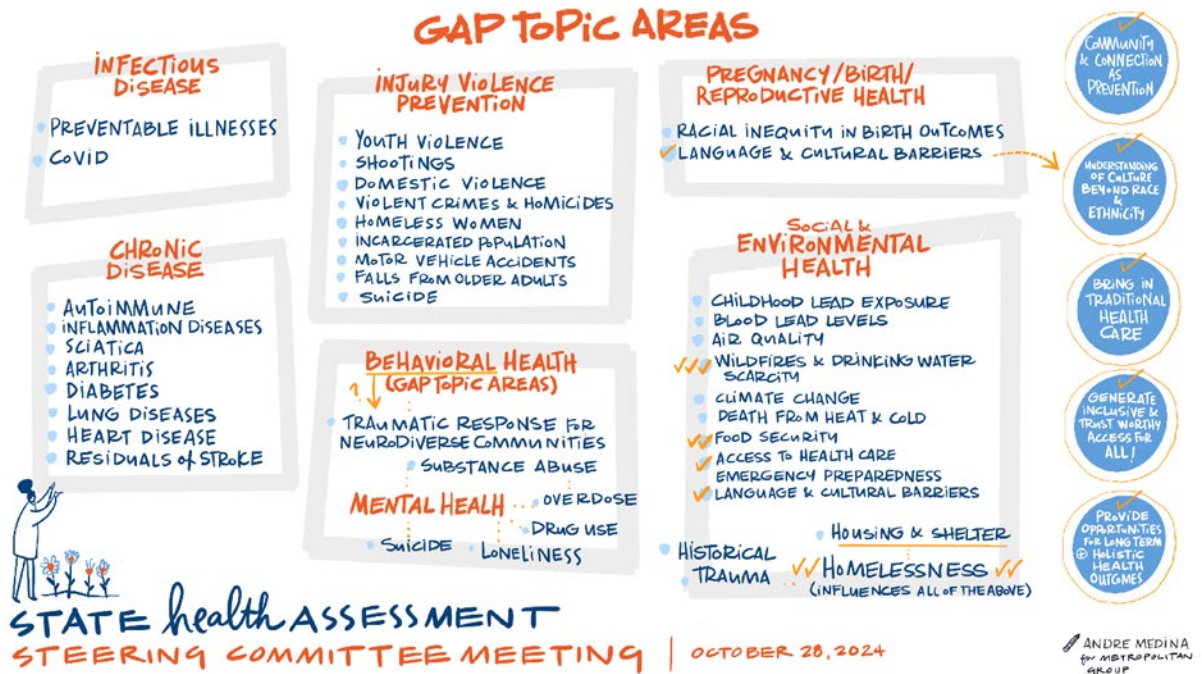 GAP TOPIC AREAS
INFECTIOUS
DISEASE
PREVENTABLE ILLNESSES
COVID
CHRONIC
DISEASE
AUTOIMMUNE
INFLAMMATION DISEASES
SCIATICA
ARTHRITIS
DIABETES
LUNG DISEASES
HEART DISEASE
RESIDUALS of STROKE
INJURY VIOLENCE
PREVENTION
YOUTH VIOLENCE
SHOOTINGS
DOMESTIC VIOLENCE
VIOLENT CRIMES & HOMICIDES
HOMELESS WOMEN
INCARCERATED POPULATION
MOTOR VEHICLE ACCIDENTS
FALLS FROM OLDER ADULTS
SUICIDE
BEHAVIORAL HEALTH
(GAP TOPIC AREAS)
?
TRAUMATIC RESPONSE FOR
NEURODIVERSE COMMUNITIES
SUBSTANCE ABUSE
MENTAL HEALH
OVERDOSE
DRUG USE
SUICIDE
LONELINESS
PREGNANCY/BIRTH/
REPRODUCTIVE HEALTH
RACIAL INEQUITY IN BIRTH OUTCOMES
LANGUAGE & CULTURAL BARRIERS
SOCIAL &
ENVIRONMENTAL
HEALTH
CHILDHOOD LEAD EXPOSURE
BLOOD LEAD LEVELS
AIR QUALITY
WILDFIRES & DRINKING WATER
SCARCITY
CLIMATE CHANGE
DEATH FROM HEAT & COLD
FOOD SECURITY
ACCESS TO HEALTH CARE
EMERGENCY PREPAREDNESS
LANGUAGE & CULTURAL BARRIERS
HOUSING & SHELTER
HISTORICAL
TRAUMA
HOMELESSNESS
(INFLUENCES ALL OF THE ABOVE)
COMMUNITY
& CONNECTION
AS
PREVENTION
UNDERSTANDING
OF CULTURE
BEYOND RACE
&
ETHNICITY
BRING IN
TRADITIONAL
HEALTH
CARE
GENERATE
INCLUSIVE &
TRUST WORTHY
ACCESS FOR
ALL!
PROVIDE
OPPORTUNITIES
FOR LONG TERM
+ HOLISTIC
HEALTH
OUTCMES
STATE health ASSESSMENT
STEERING COMMITTEE MEETING | OCTOBER 28, 2024
ANDRE MEDINA
for METROPOLITAN
GROUP